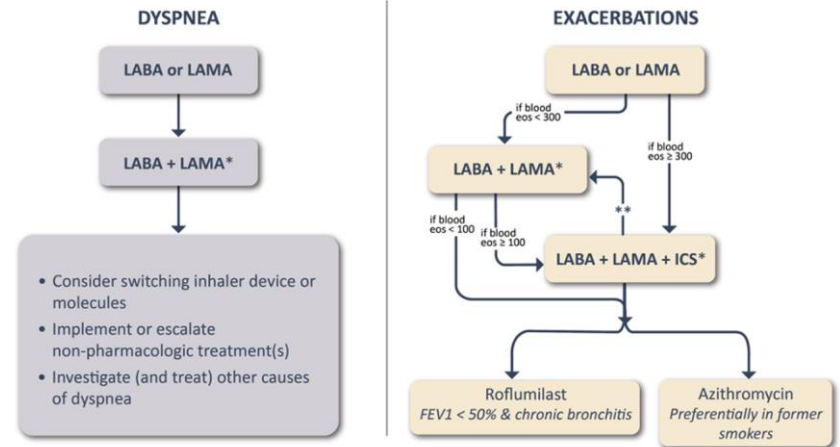 DYSPNEA
LABA or LAMA
LABA + LAMA*
• Consider switching inhaler device or
molecules
• Implement or escalate
non-pharmacologic treatment(s)
• Investigate (and treat) other causes
of dyspnea
EXACERBATIONS
LABA or LAMA
if blood
eos < 300
if blood
eos ≥ 300
LABA + LAMA*
**
if blood
eos < 100
if blood
eos ≥ 100
LABA + LAMA + ICS*
Roflumilast
FEV1 < 50% & chronic bronchitis
Azithromycin
Preferentially in former
smokers